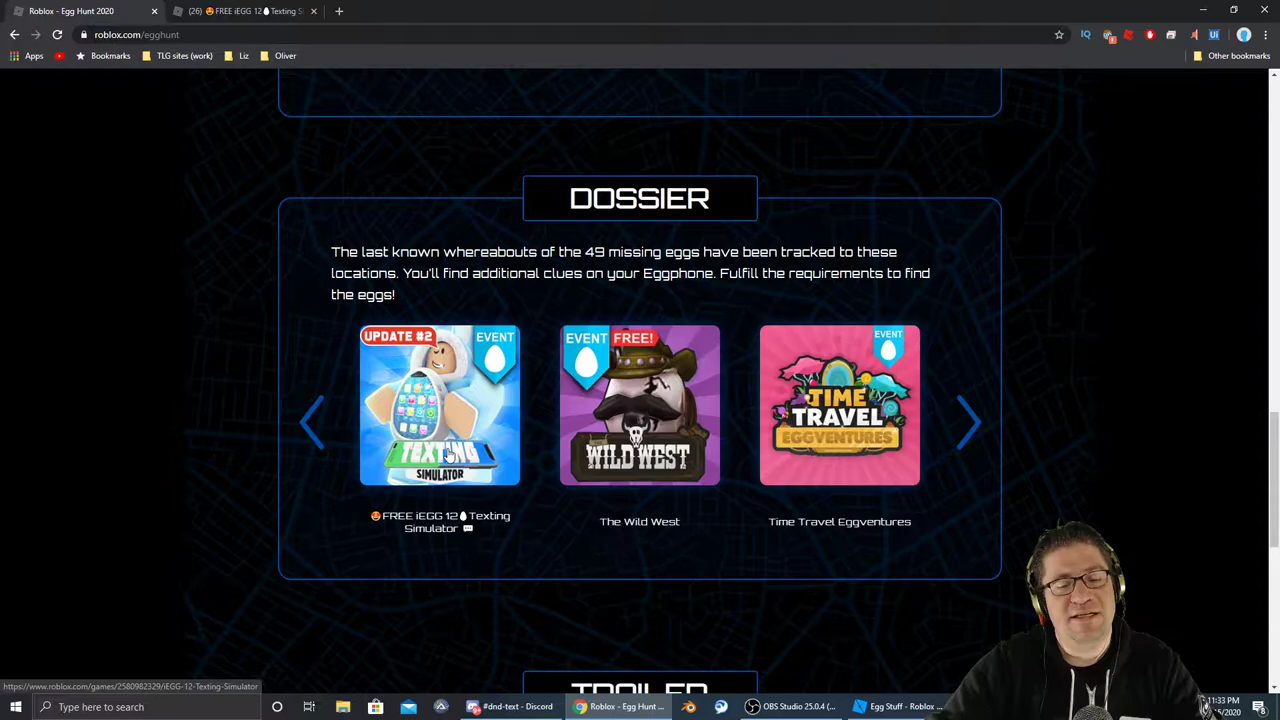 Roblox - Egg Hunt 2020
(26) 🤩 FREE iEGG 12🥚Texting S
roblox.com/egghunt
Apps
Bookmarks
TLG sites (work)
Liz
Oliver
Other bookmarks
DOSSIER
The last known whereabouts of the 49 missing eggs have been tracked to these
locations. You'll find additional clues on your Eggphone. Fulfill the requirements to find
the eggs!
UPDATE #2
EVENT
TEXTING
SIMULATOR
EVENT
FREE!
WILD WEST
EVENT
TIME
TRAVEL
EGGVENTURES
🤩FREE iEGG 12🥚Texting
Simulator 💬
The Wild West
Time Travel Eggventures
TRAILER
https://www.roblox.com/games/2580982329/iEGG-12-Texting-Simulator
Type here to search
#dnd-text - Discord
Roblox - Egg Hunt ...
OBS Studio 25.0.4 (...
Egg Stuff - Roblox ...
11:33 PM